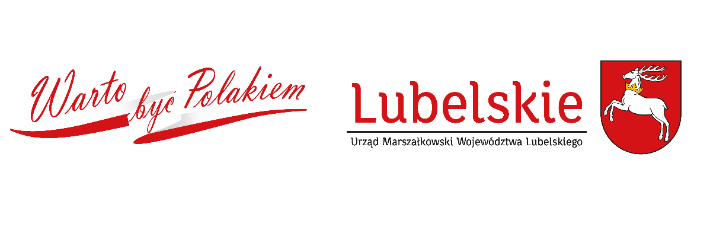 Warto być Polakiem
Lubelskie
Urząd Marszałkowski Województwa Lubelskiego